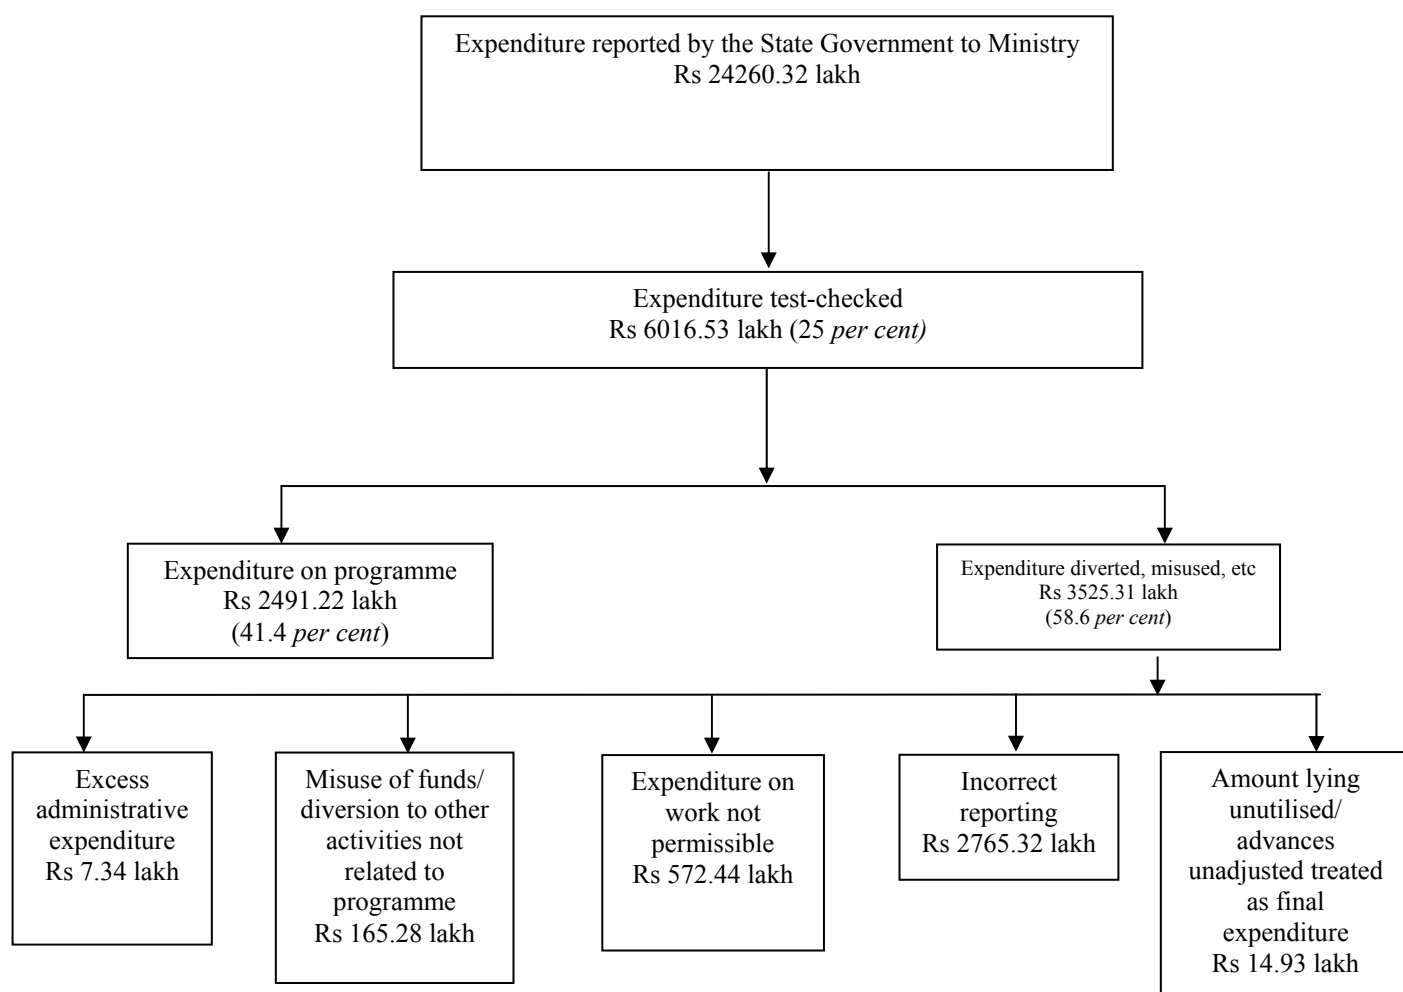 Expenditure reported by the State Government to Ministry
Rs 24260.32 lakh
Expenditure test-checked
Rs 6016.53 lakh (25 per cent)
Expenditure on programme
Rs 2491.22 lakh
(41.4 per cent)
Expenditure diverted, misused, etc
Rs 3525.31 lakh
(58.6 per cent)
Excess
administrative
expenditure
Rs 7.34 lakh
Misuse of funds/
diversion to other
activities not
related to
programme
Rs 165.28 lakh
Expenditure on
work not
permissible
Rs 572.44 lakh
Incorrect
reporting
Rs 2765.32 lakh
Amount lying
unutilised/
advances
unadjusted treated
as final
expenditure
Rs 14.93 lakh